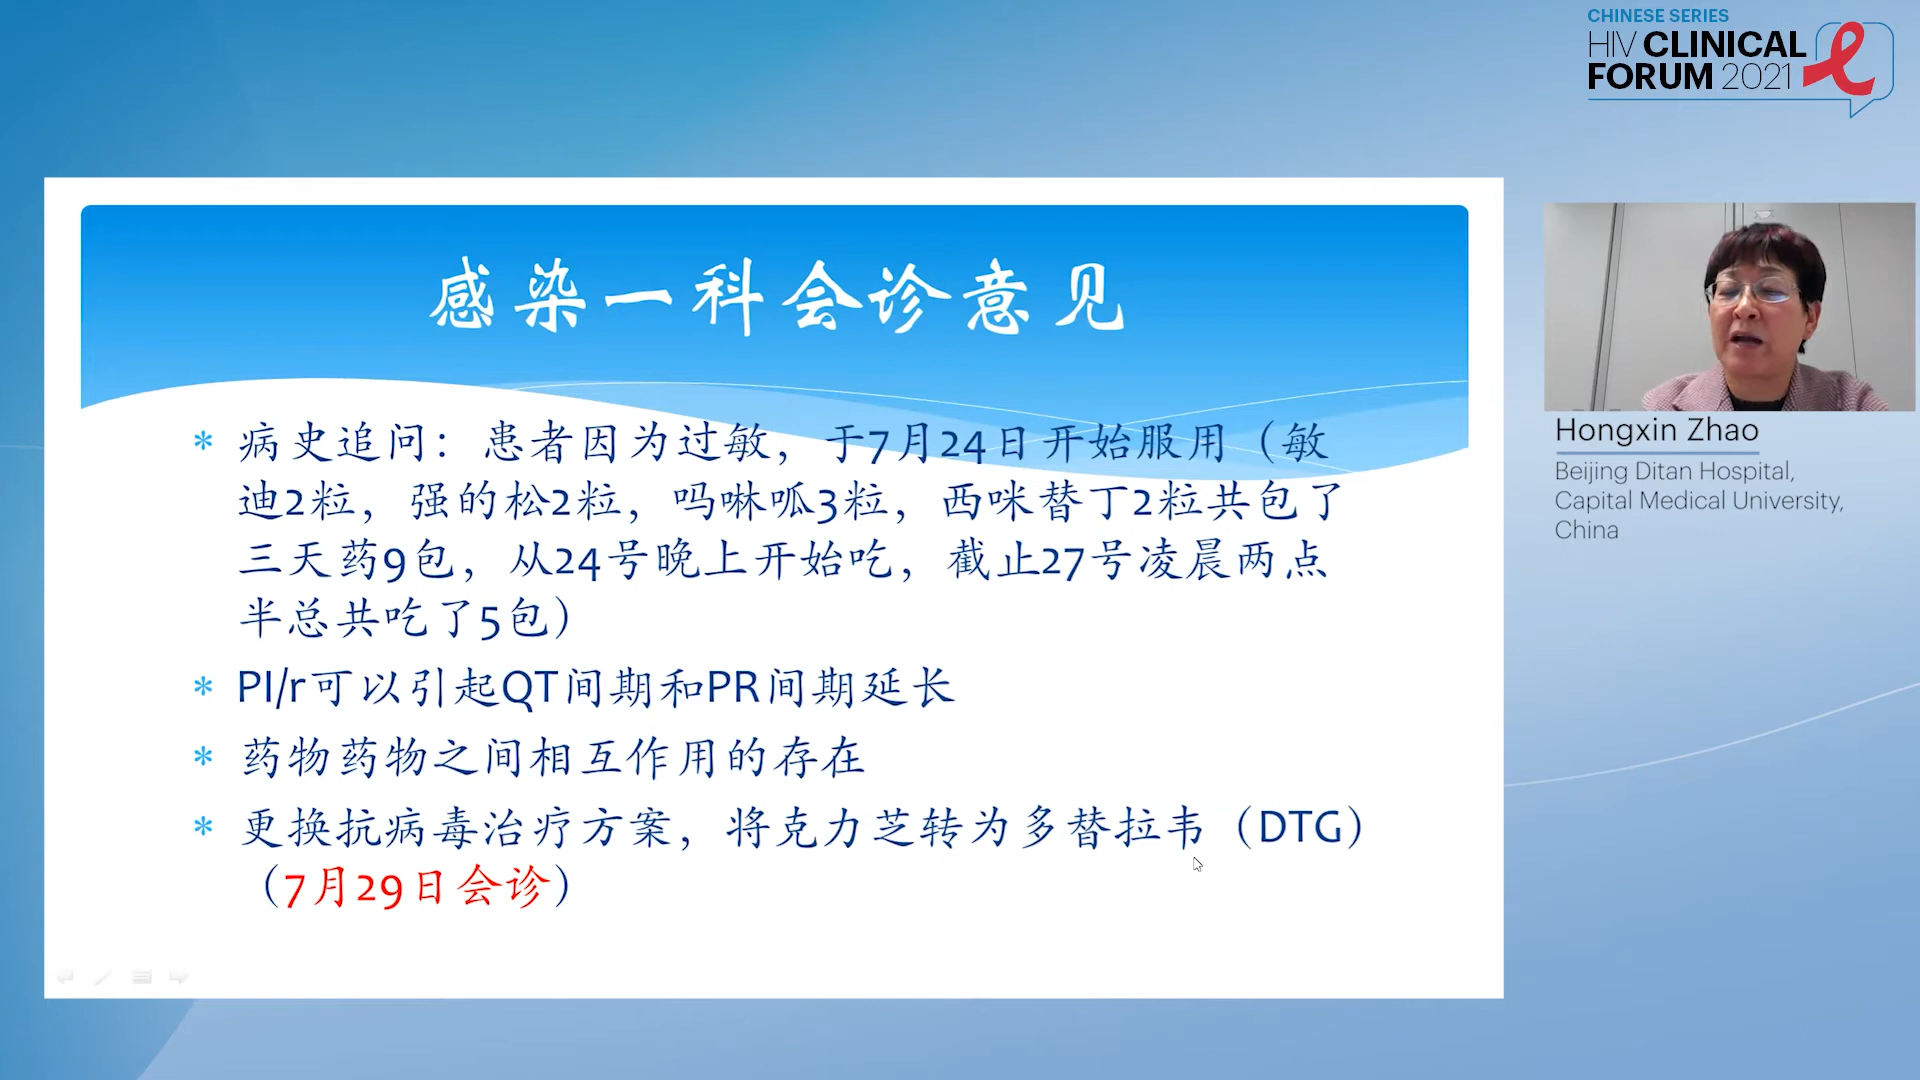 CHINESE SERIES
HIV CLINICAL
FORUM 2021
感染一科会诊意见
* 病史追问：患者因为过敏，于7月24日开始服用（敏
迪2粒，强的松2粒，吗啉呱3粒，西咪替丁2粒共包了
三天药9包，从24号晚上开始吃，截止27号凌晨两点
半总共吃了5包）
* PI/r可以引起QT间期和PR间期延长
* 药物药物之间相互作用的存在
* 更换抗病毒治疗方案，将克力芝转为多替拉韦（DTG）
（7月29日会诊）
Hongxin Zhao
Beijing Ditan Hospital,
Capital Medical University,
China